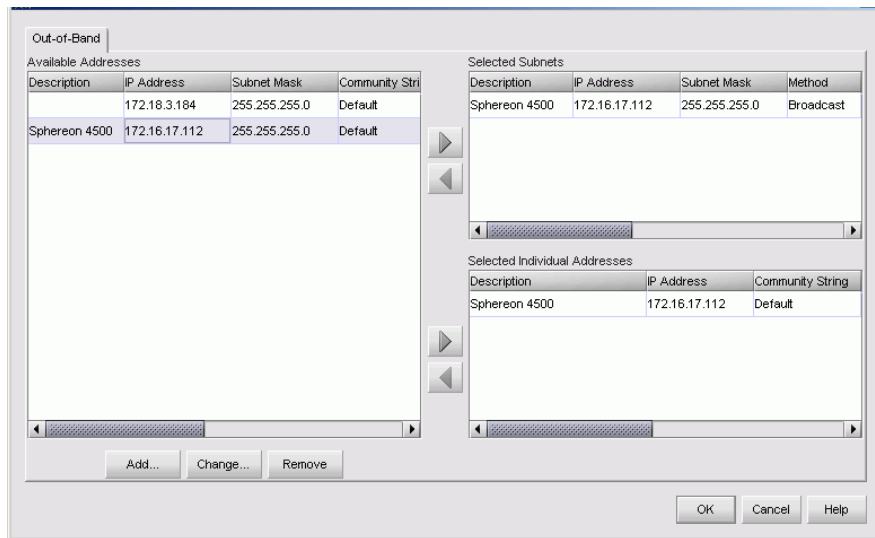 Out-of-Band
Available Addresses
Description IP Address Subnet Mask Community Stri
172.18.3.184 255.255.255.0 Default
Sphereon 4500 172.16.17.112 255.255.255.0 Default
Selected Subnets
Description IP Address Subnet Mask Method
Sphereon 4500 172.16.17.112 255.255.255.0 Broadcast
Selected Individual Addresses
Description IP Address Community String
Sphereon 4500 172.16.17.112 Default
Add... Change... Remove
OK Cancel Help